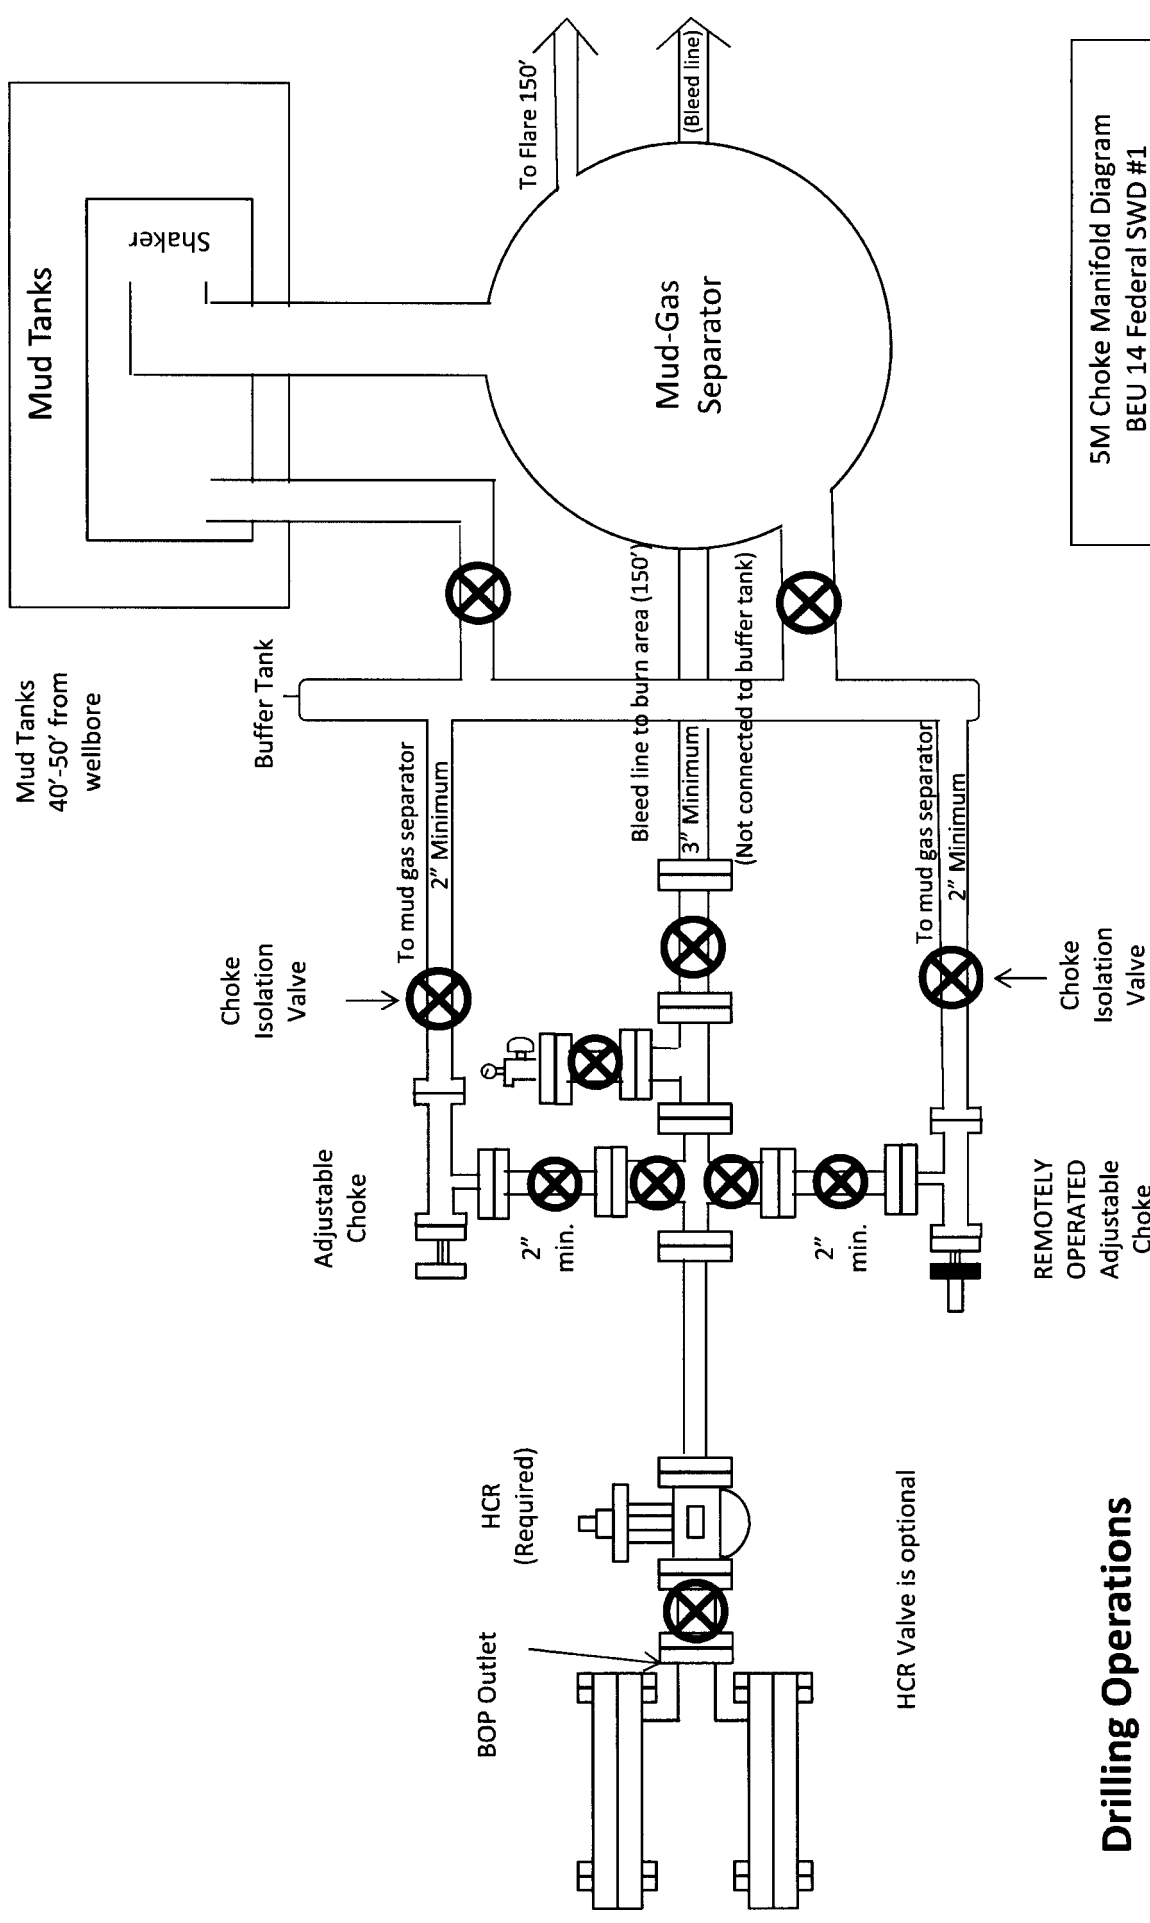 Mud Tanks
40’-50’ from
wellbore
Mud Tanks
Shaker
Buffer Tank
To Flare 150’
(Bleed line)
Mud-Gas
Separator
Choke
Isolation
Valve
To mud gas separator
2” Minimum
Bleed line to burn area (150’)
3” Minimum
(Not connected to buffer tank)
To mud gas separator
2” Minimum
Choke
Isolation
Valve
Adjustable
Choke
2”
min.
2”
min.
REMOTELY
OPERATED
Adjustable
Choke
HCR
(Required)
BOP Outlet
HCR Valve is optional
Drilling Operations
5M Choke Manifold Diagram
BEU 14 Federal SWD #1